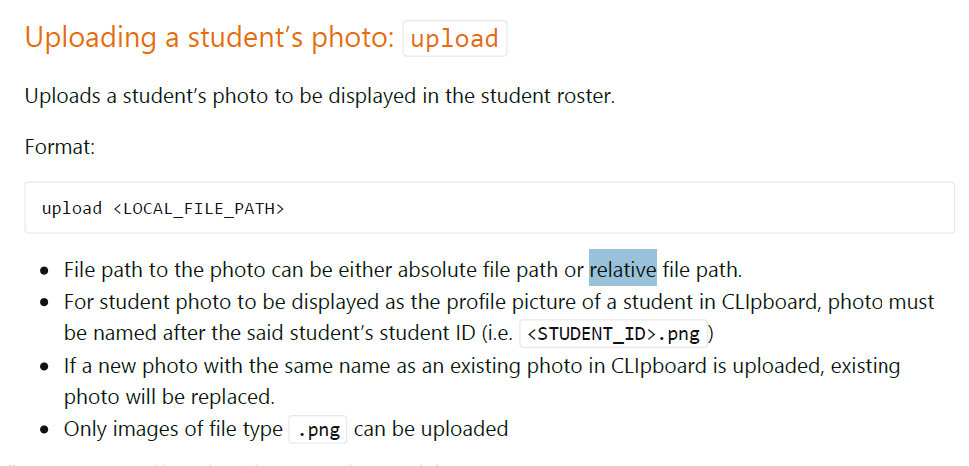 Uploading a student’s photo: upload
Uploads a student’s photo to be displayed in the student roster.
Format:
upload <LOCAL_FILE_PATH>
File path to the photo can be either absolute file path or relative file path.
For student photo to be displayed as the profile picture of a student in CLIpboard, photo must
be named after the said student’s student ID (i.e. <STUDENT_ID>.png )
If a new photo with the same name as an existing photo in CLIpboard is uploaded, existing
photo will be replaced.
Only images of file type .png can be uploaded